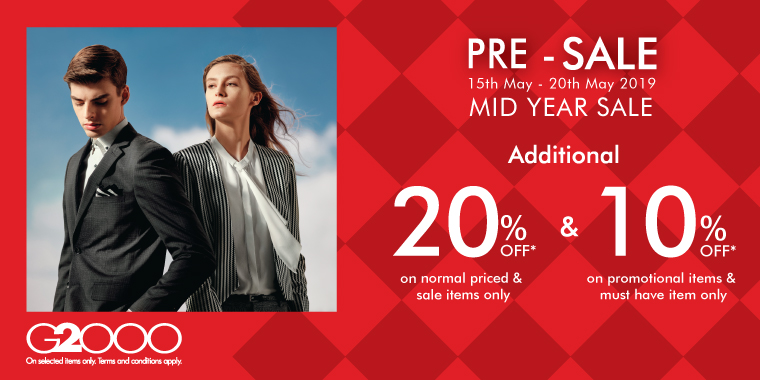 PRE - SALE
15th May - 20th May 2019
MID YEAR SALE
Additional
20% OFF*
&
10% OFF*
on normal priced &
sale items only
on promotional items &
must have item only
G2000
On selected items only. Terms and conditions apply.